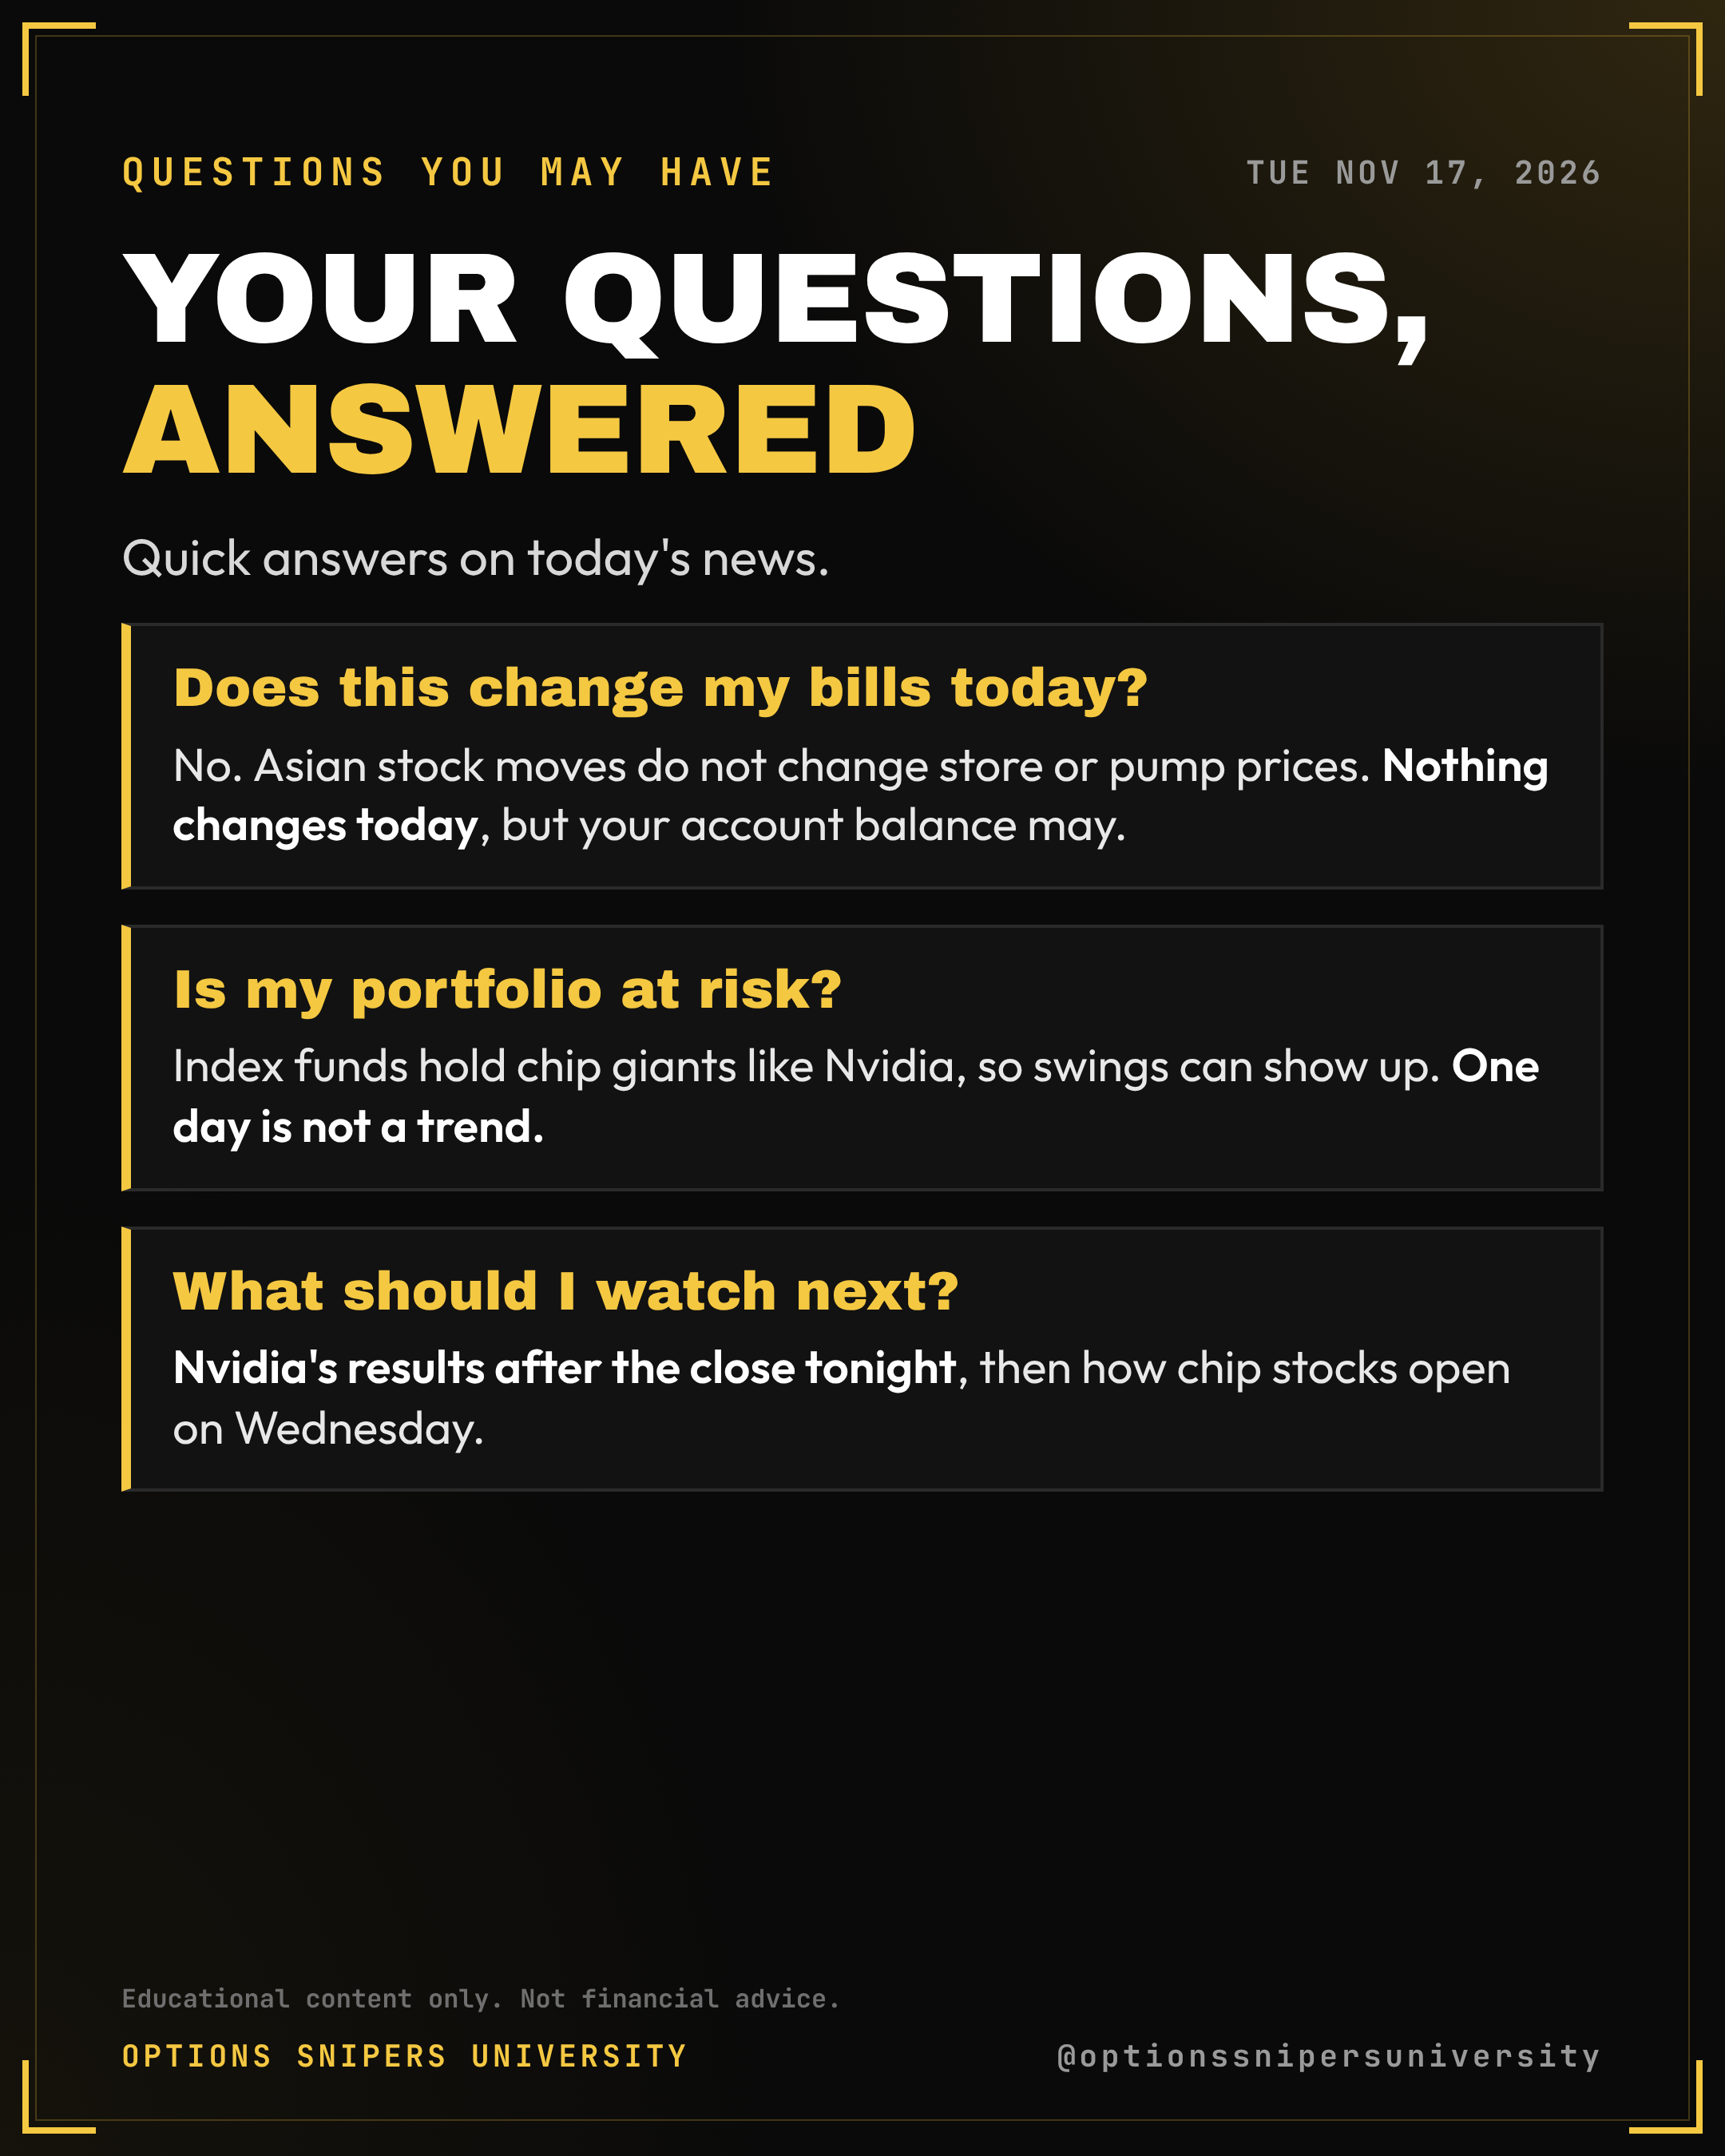 QUESTIONS YOU MAY HAVE
TUE NOV 17, 2026
YOUR QUESTIONS,
ANSWERED
Quick answers on today's news.
Does this change my bills today?
No. Asian stock moves do not change store or pump prices. Nothing
changes today, but your account balance may.
Is my portfolio at risk?
Index funds hold chip giants like Nvidia, so swings can show up. One
day is not a trend.
What should I watch next?
Nvidia's results after the close tonight, then how chip stocks open
on Wednesday.
Educational content only. Not financial advice.
OPTIONS SNIPERS UNIVERSITY
@optionssnipersuniversity